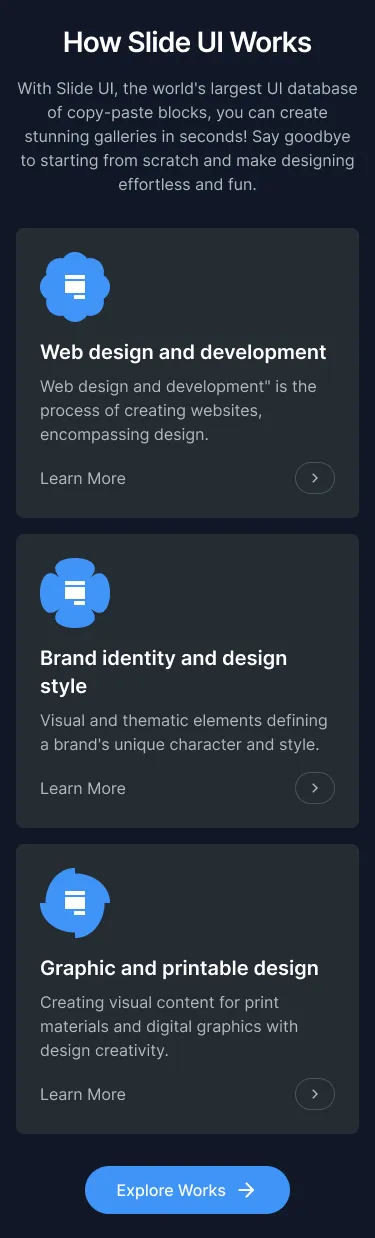 How Slide UI Works
With Slide UI, the world's largest UI database
of copy-paste blocks, you can create
stunning galleries in seconds! Say goodbye
to starting from scratch and make designing
effortless and fun.
Web design and development
Web design and development" is the
process of creating websites,
encompassing design.
Learn More
Brand identity and design
style
Visual and thematic elements defining
a brand's unique character and style.
Learn More
Graphic and printable design
Creating visual content for print
materials and digital graphics with
design creativity.
Learn More
Explore Works